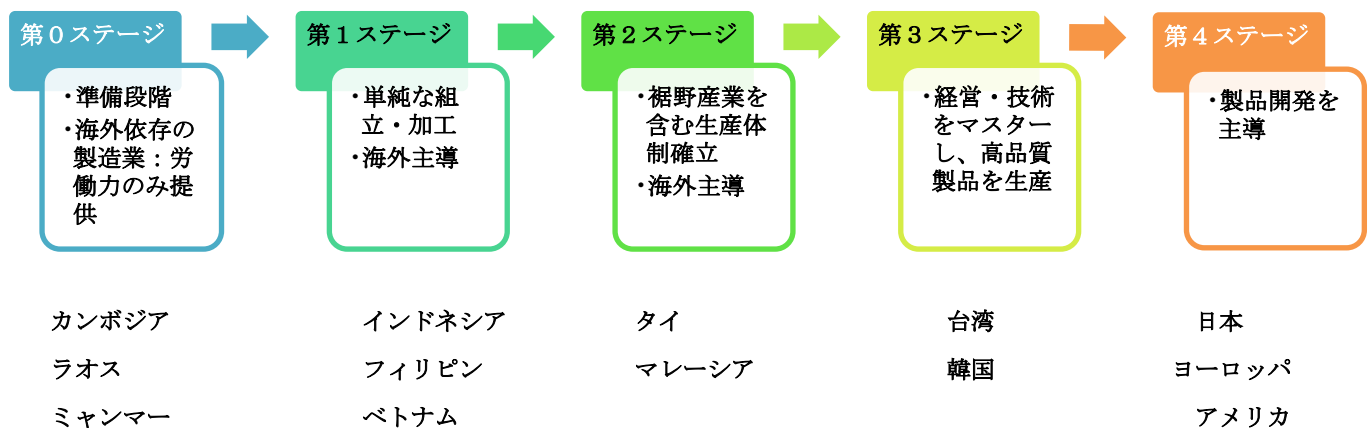 第０ステージ
・準備段階
・海外依存の
製造業：労
働力のみ提
供
第１ステージ
・単純な組
立・加工
・海外主導
第２ステージ
・裾野産業を
含む生産体
制確立
・海外主導
第３ステージ
・経営・技術
をマスター
し、高品質
製品を生産
第４ステージ
・製品開発を
主導
カンボジア
ラオス
ミャンマー
インドネシア
フィリピン
ベトナム
タイ
マレーシア
台湾
韓国
日本
ヨーロッパ
アメリカ